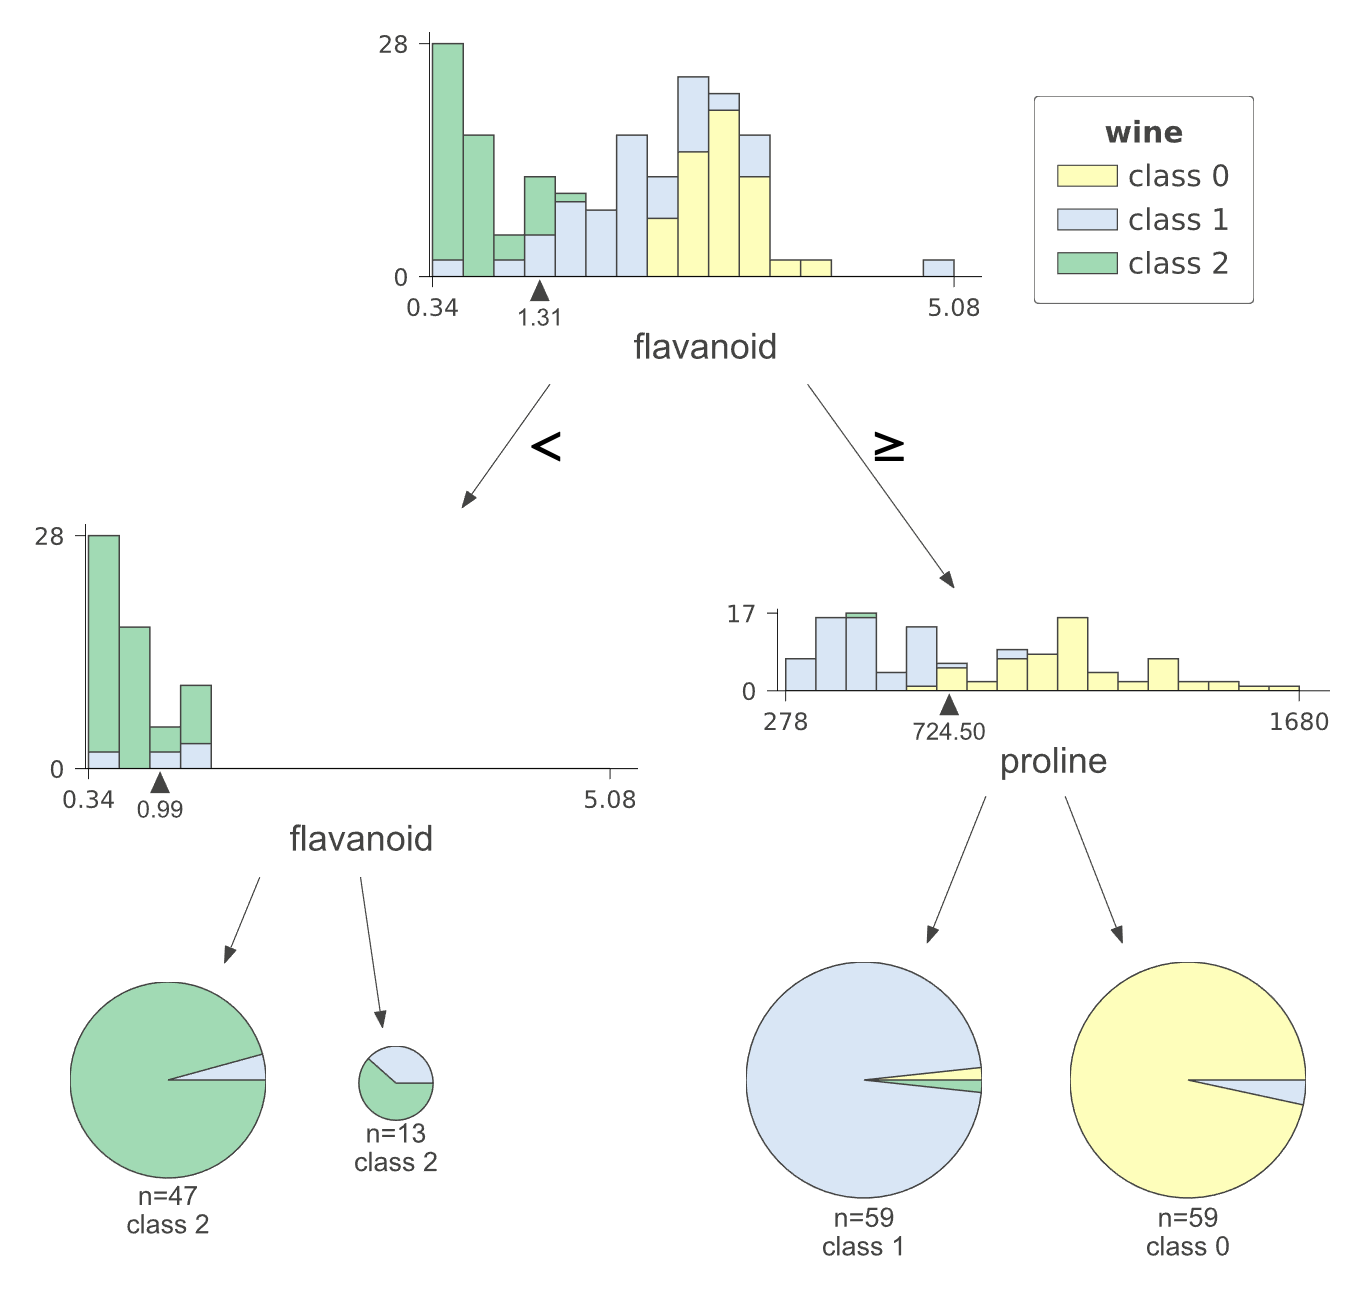 28
0
0.34
5.08
1.31
flavanoid
wine
class 0
class 1
class 2
<
≥
28
0
0.34
5.08
0.99
flavanoid
17
0
278
1680
724.50
proline
n=47
class 2
n=13
class 2
n=59
class 1
n=59
class 0